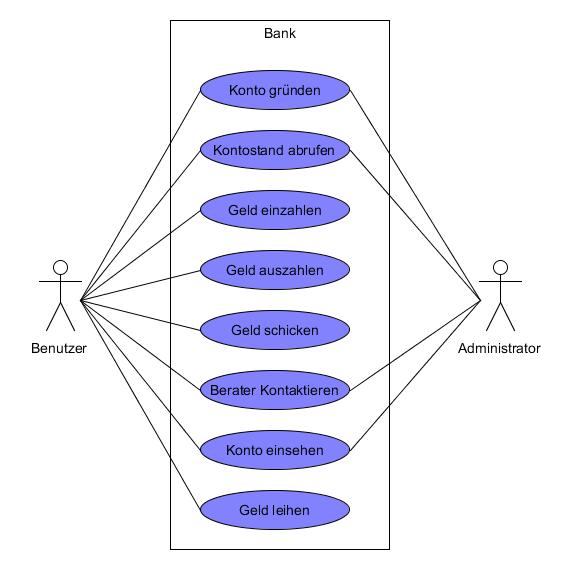 Bank
Konto gründen
Kontostand abrufen
Geld einzahlen
Geld auszahlen
Geld schicken
Benutzer
Administrator
Berater Kontaktieren
Konto einsehen
Geld leihen